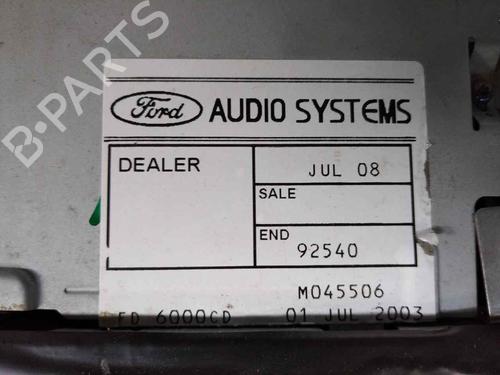 B-PARTS
Ford AUDIO SYSTEMS
DEALER
JUL 08
SALE
END
92540
M045506
FD 6000CD 01 JUL 2003